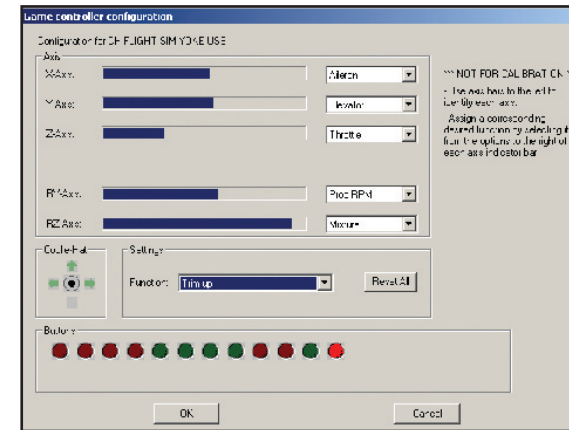 Game controller configuration
Configuration for CH FLIGHT SIM YOKE USB
Axis
X-Axis: Aileron
Y-Axis: Elevator
Z-Axis: Throttle
RY-Axis: Prop RPM
RZ-Axis: Mixture
*** NOT FOR CALIBRATION
- Use axis bars to the left to
identify each axis.
Assign a corresponding
desired function by selecting it
from the options to the right of
each axis indicator bar
Coolie-Hat
Settings
Function: Trim up
Reset All
Buttons
OK
Cancel